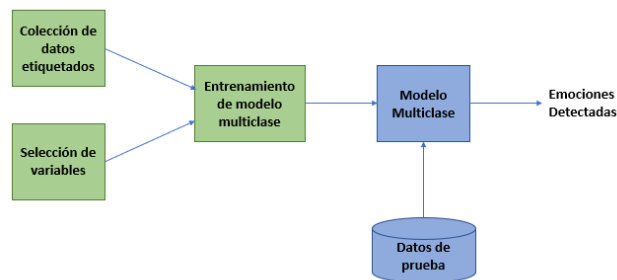 Colección de
datos
etiquetados
Selección de
variables
Entrenamiento
de modelo
multiclase
Modelo
Multiclase
Emociones
Detectadas
Datos de
prueba